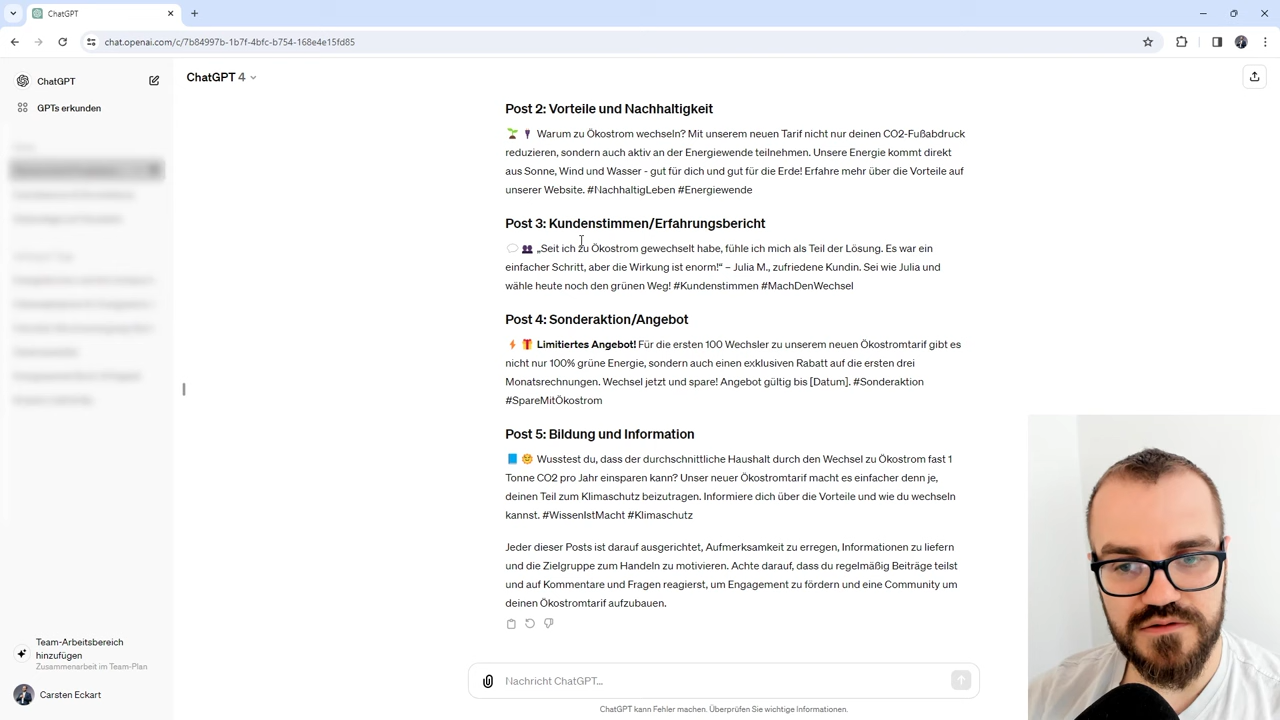 ChatGPT
chat.openai.com/c/7b84997b-1b7f-4bfc-b754-168e4e15fd85
ChatGPT
GPTs erkunden
ChatGPT 4
Post 2: Vorteile und Nachhaltigkeit
Warum zu Ökostrom wechseln? Mit unserem neuen Tarif nicht nur deinen CO2-Fußabdruck
reduzieren, sondern auch aktiv an der Energiewende teilnehmen. Unsere Energie kommt direkt
aus Sonne, Wind und Wasser - gut für dich und gut für die Erde! Erfahre mehr über die Vorteile auf
unserer Website. #NachhaltigLeben #Energiewende
Post 3: Kundenstimmen/Erfahrungsbericht
„Seit ich zu Ökostrom gewechselt habe, fühle ich mich als Teil der Lösung. Es war ein
einfacher Schritt, aber die Wirkung ist enorm!“ – Julia M., zufriedene Kundin. Sei wie Julia und
wähle heute noch den grünen Weg! #Kundenstimmen #MachDenWechsel
Post 4: Sonderaktion/Angebot
Limitiertes Angebot! Für die ersten 100 Wechsler zu unserem neuen Ökostromtarif gibt es
nicht nur 100% grüne Energie, sondern auch einen exklusiven Rabatt auf die ersten drei
Monatsrechnungen. Wechsel jetzt und spare! Angebot gültig bis [Datum]. #Sonderaktion
#SpareMitÖkostrom
Post 5: Bildung und Information
Wusstest du, dass der durchschnittliche Haushalt durch den Wechsel zu Ökostrom fast 1
Tonne CO2 pro Jahr einsparen kann? Unser neuer Ökostromtarif macht es einfacher denn je,
deinen Teil zum Klimaschutz beizutragen. Informiere dich über die Vorteile und wie du wechseln
kannst. #WissenIstMacht #Klimaschutz
Jeder dieser Posts ist darauf ausgerichtet, Aufmerksamkeit zu erregen, Informationen zu liefern
und die Zielgruppe zum Handeln zu motivieren. Achte darauf, dass du regelmäßig Beiträge teilst
und auf Kommentare und Fragen reagierst, um Engagement zu fördern und eine Community um
deinen Ökostromtarif aufzubauen.
Team-Arbeitsbereich
hinzufügen
Zusammenarbeit im Team-Plan
Carsten Eckart
Nachricht ChatGPT...
ChatGPT kann Fehler machen. Überprüfen Sie wichtige Informationen.